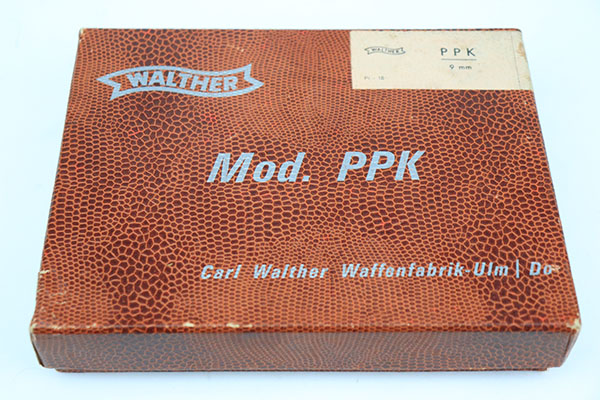 WALTHER
WALTHER
PPK
9 mm
Mod. PPK
Carl Walther Waffenfabrik-Ulm | Do